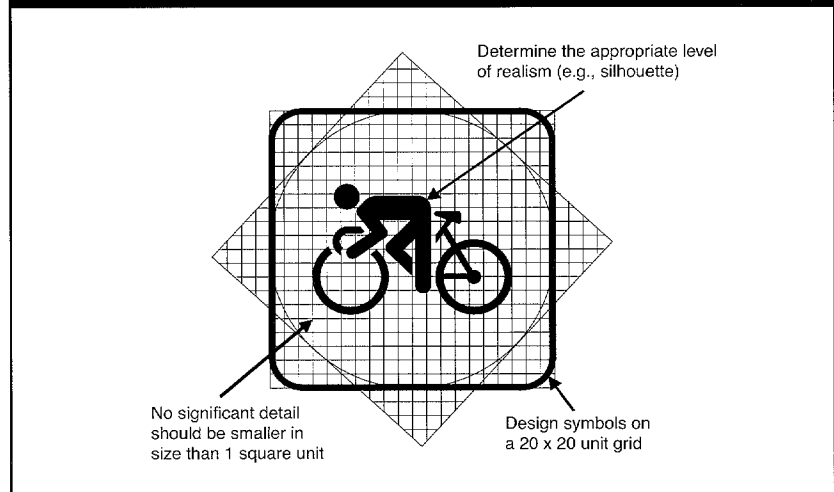 Determine the appropriate level
of realism (e.g., silhouette)
No significant detail
should be smaller in
size than 1 square unit
Design symbols on
a 20 x 20 unit grid